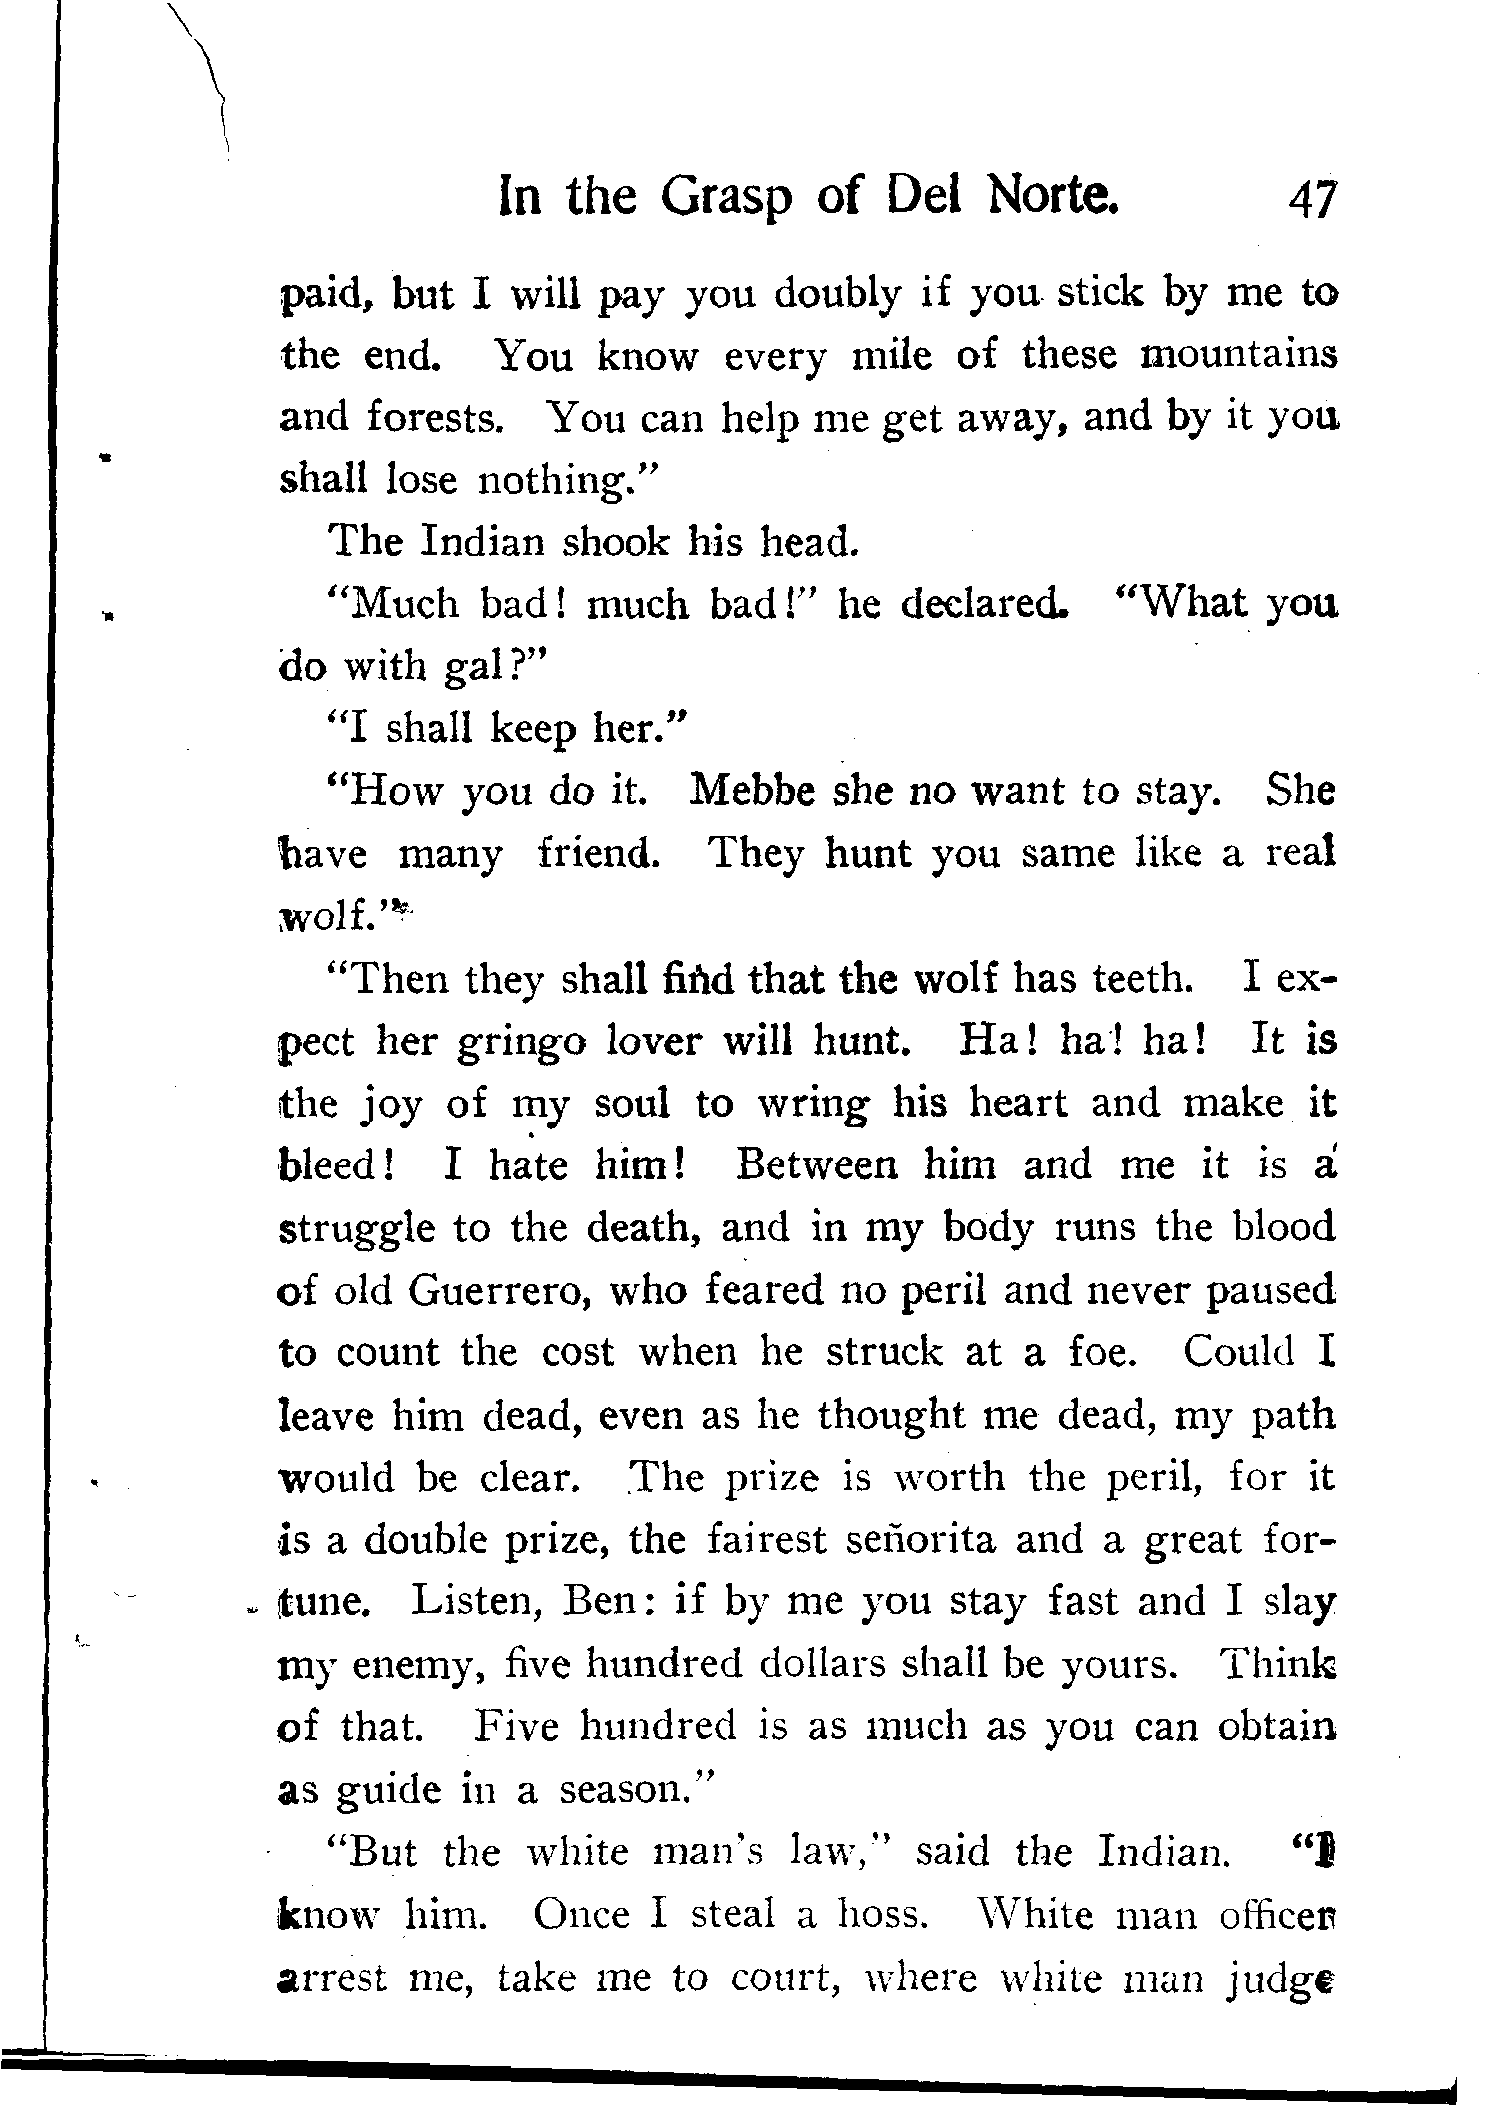 In the Grasp of Del Norte. 47
paid, but I will pay you doubly if you stick by me to
the end. You know every mile of these mountains
and forests. You can help me get away, and by it you
shall lose nothing."
The Indian shook his head.
"Much bad! much bad!" he declared. "What you
do with gal?"
"I shall keep her."
"How you do it. Mebbe she no want to stay. She
have many friend. They hunt you same like a real
wolf."
"Then they shall find that the wolf has teeth. I ex-
pect her gringo lover will hunt. Ha! ha! ha! It is
the joy of my soul to wring his heart and make it
bleed! I hate him! Between him and me it is a
struggle to the death, and in my body runs the blood
of old Guerrero, who feared no peril and never paused
to count the cost when he struck at a foe. Could I
leave him dead, even as he thought me dead, my path
would be clear. The prize is worth the peril, for it
is a double prize, the fairest señorita and a great for-
tune. Listen, Ben: if by me you stay fast and I slay
my enemy, five hundred dollars shall be yours. Think
of that. Five hundred is as much as you can obtain
as guide in a season."
"But the white man's law," said the Indian. "I
know him. Once I steal a hoss. White man officer
arrest me, take me to court, where white man judge